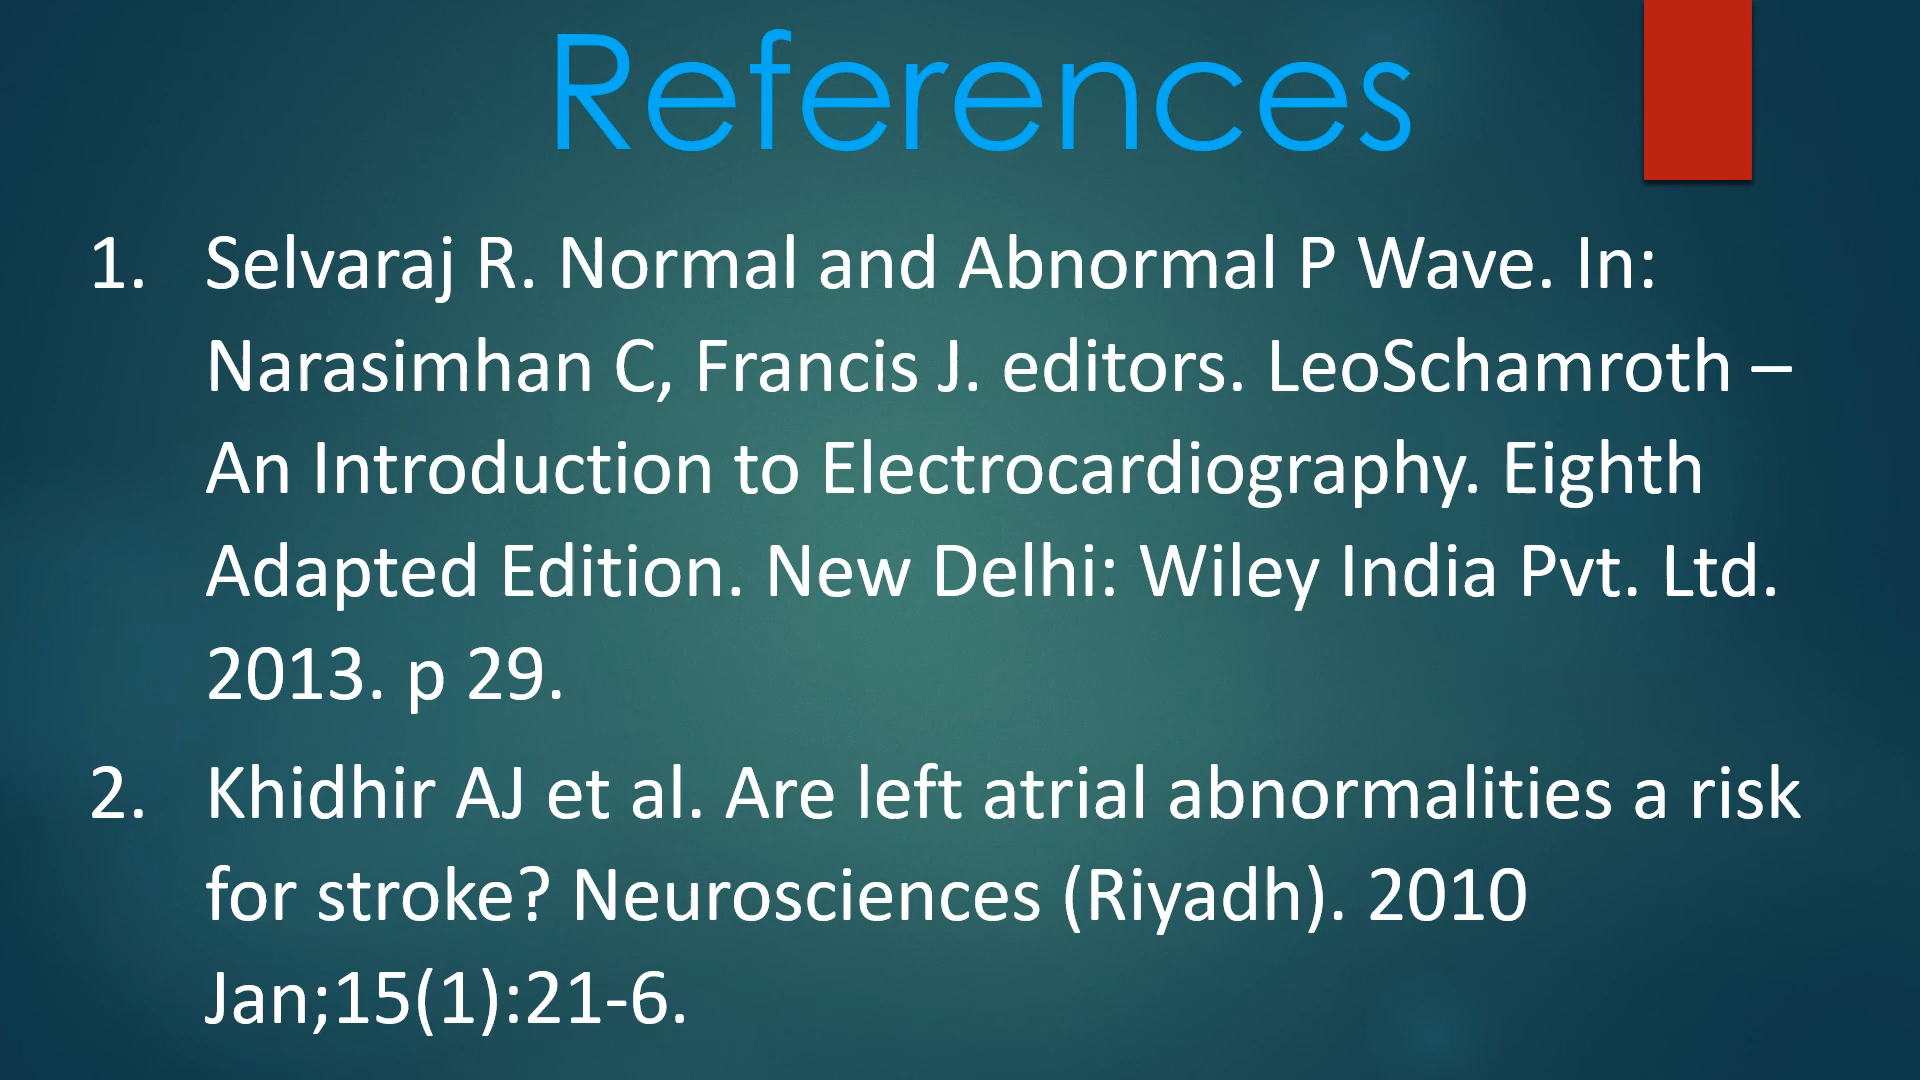 References
1. Selvaraj R. Normal and Abnormal P Wave. In:
Narasimhan C, Francis J. editors. LeoSchamroth –
An Introduction to Electrocardiography. Eighth
Adapted Edition. New Delhi: Wiley India Pvt. Ltd.
2013. p 29.
2. Khidhir AJ et al. Are left atrial abnormalities a risk
for stroke? Neurosciences (Riyadh). 2010
Jan;15(1):21-6.